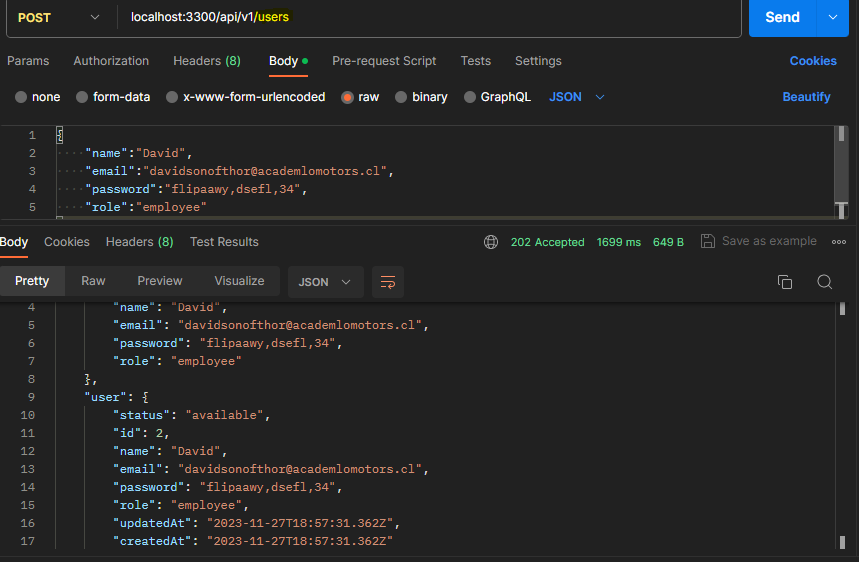 POST localhost:3300/api/v1/users Send
Params Authorization Headers (8) Body Pre-request Script Tests Settings Cookies
none form-data x-www-form-urlencoded raw binary GraphQL JSON Beautify
1 {
2 ····"name":"David",
3 ····"email":"davidsonofthor@academlomotors.cl",
4 ····"password":"flipaawy,dsefl,34",
5 ····"role":"employee"
Body Cookies Headers (8) Test Results 202 Accepted 1699 ms 649 B Save as example
Pretty Raw Preview Visualize JSON
4 "name": "David",
5 "email": "davidsonofthor@academlomotors.cl",
6 "password": "flipaawy,dsefl,34",
7 "role": "employee"
8 },
9 "user": {
10 "status": "available",
11 "id": 2,
12 "name": "David",
13 "email": "davidsonofthor@academlomotors.cl",
14 "password": "flipaawy,dsefl,34",
15 "role": "employee",
16 "updatedAt": "2023-11-27T18:57:31.362Z",
17 "createdAt": "2023-11-27T18:57:31.362Z"